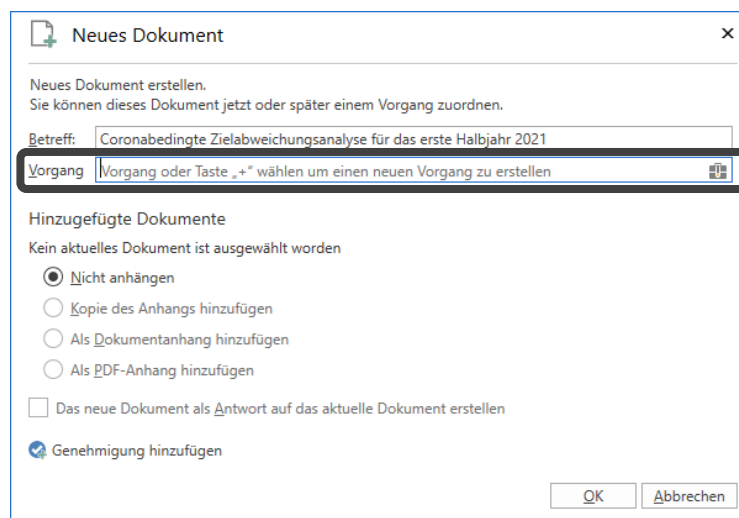 Neues Dokument
Neues Dokument erstellen.
Sie können dieses Dokument jetzt oder später einem Vorgang zuordnen.
Betreff: Coronabedingte Zielabweichungsanalyse für das erste Halbjahr 2021
Vorgang Vorgang oder Taste „+“ wählen um einen neuen Vorgang zu erstellen
Hinzugefügte Dokumente
Kein aktuelles Dokument ist ausgewählt worden
Nicht anhängen
Kopie des Anhangs hinzufügen
Als Dokumentanhang hinzufügen
Als PDF-Anhang hinzufügen
Das neue Dokument als Antwort auf das aktuelle Dokument erstellen
Genehmigung hinzufügen
OK Abbrechen